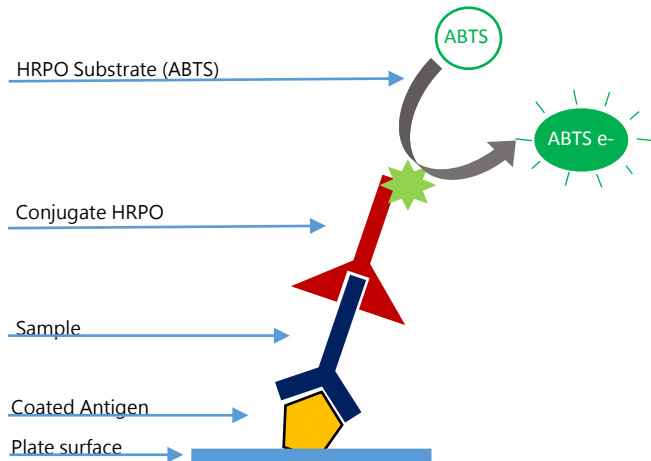 ABTS
HRPO Substrate (ABTS)
ABTS e-
Conjugate HRPO
Sample
Coated Antigen
Plate surface